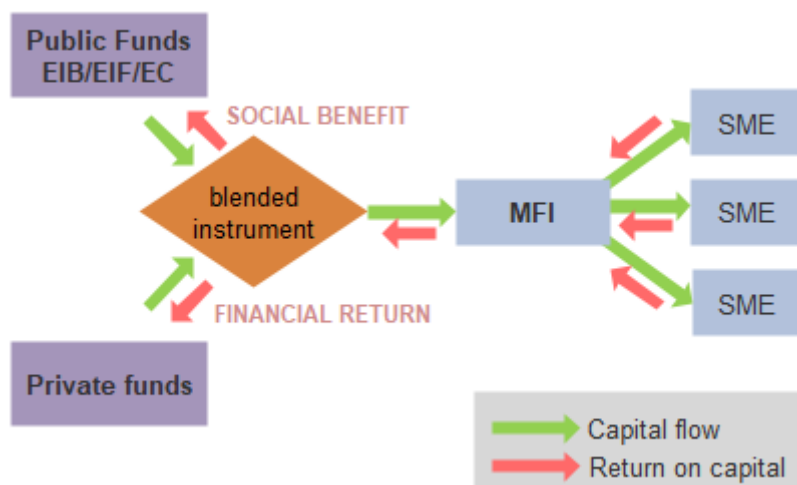 Public Funds
EIB/EIF/EC
SOCIAL BENEFIT
blended
instrument
MFI
SME
SME
SME
FINANCIAL RETURN
Private funds
Capital flow
Return on capital